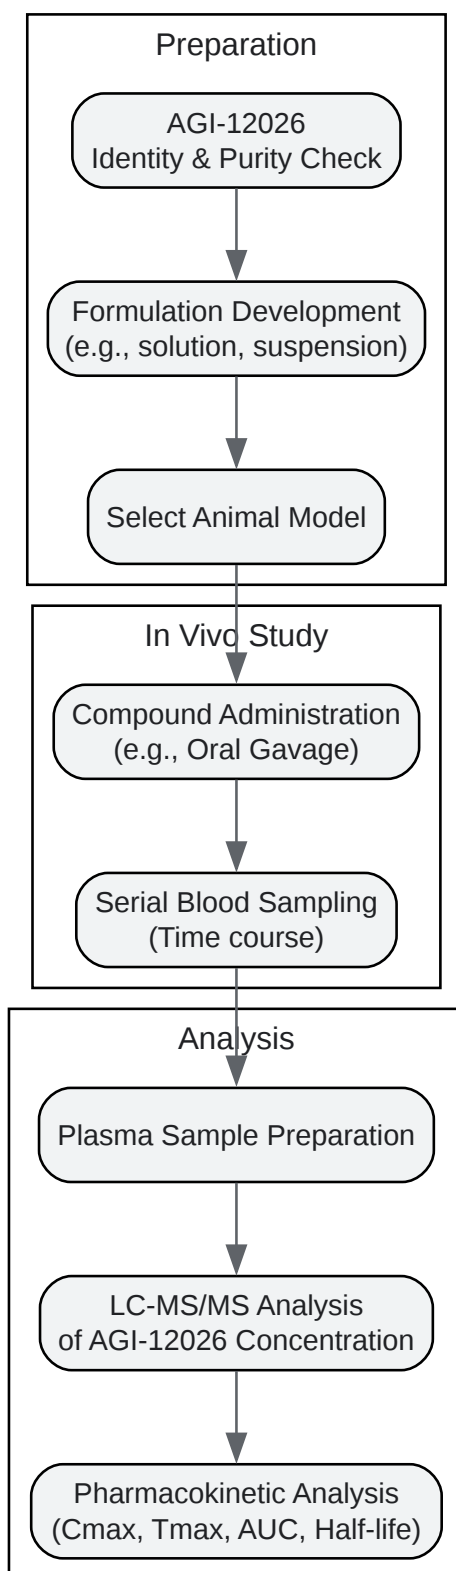 Preparation
AGI-12026
Identity & Purity Check
Formulation Development
(e.g., solution, suspension)
Select Animal Model
In Vivo Study
Compound Administration
(e.g., Oral Gavage)
Serial Blood Sampling
(Time course)
Analysis
Plasma Sample Preparation
LC-MS/MS Analysis
of AGI-12026 Concentration
Pharmacokinetic Analysis
(Cmax, Tmax, AUC, Half-life)